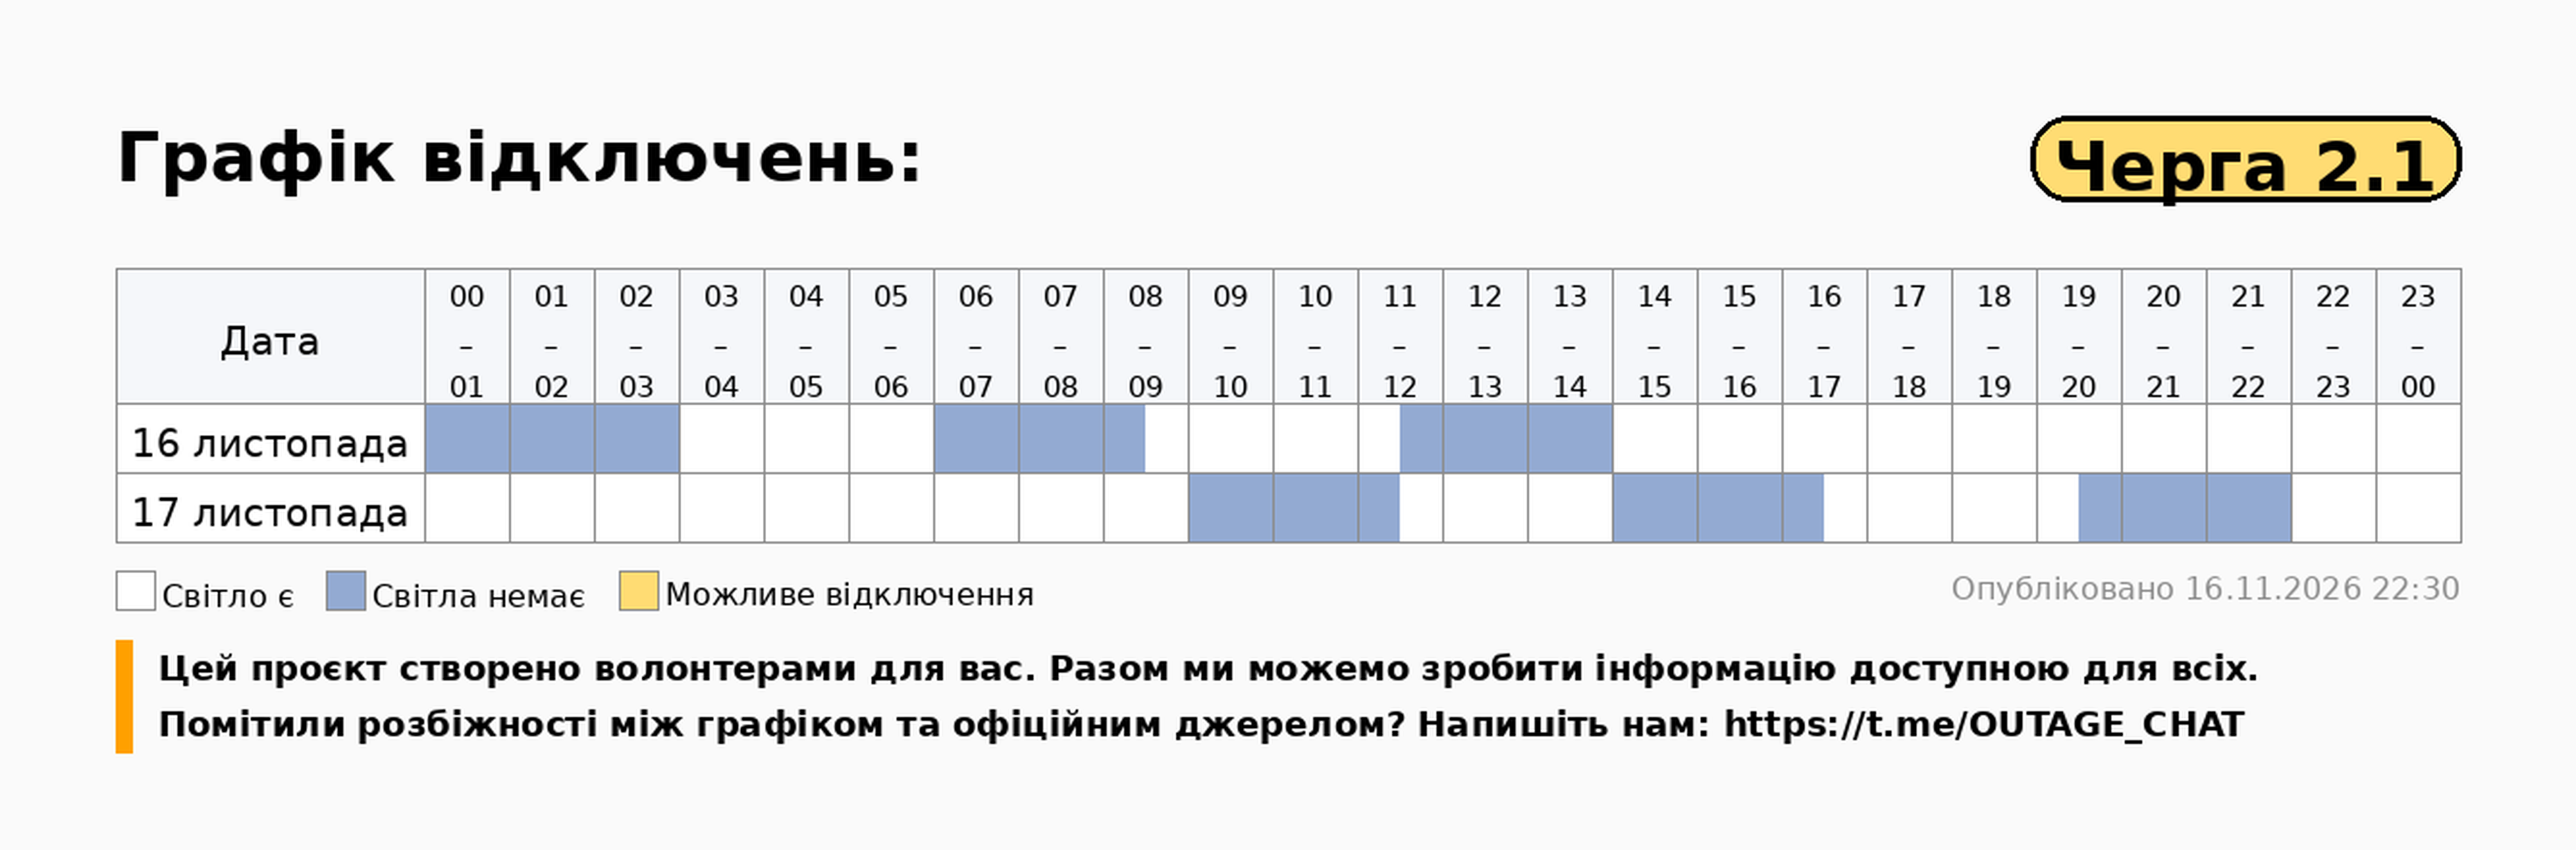 Графік відключень:
Черга 2.1
Дата 00 – 01 01 – 02 02 – 03 03 – 04 04 – 05 05 – 06 06 – 07 07 – 08 08 – 09 09 – 10 10 – 11 11 – 12 12 – 13 13 – 14 14 – 15 15 – 16 16 – 17 17 – 18 18 – 19 19 – 20 20 – 21 21 – 22 22 – 23 23 – 00
16 листопада
17 листопада
Світло є Світла немає Можливе відключення
Опубліковано 16.11.2026 22:30
Цей проєкт створено волонтерами для вас. Разом ми можемо зробити інформацію доступною для всіх.
Помітили розбіжності між графіком та офіційним джерелом? Напишіть нам: https://t.me/OUTAGE_CHAT